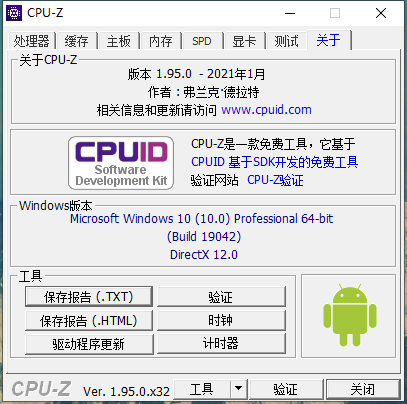 CPU-Z
处理器 缓存 主板 内存 SPD 显卡 测试 关于
关于CPU-Z
版本 1.95.0 - 2021年1月
作者 : 弗兰克·德拉特
相关信息和更新请访问 www.cpuid.com
CPUID
Software
Development Kit
CPU-Z是一款免费工具，它基于
CPUID 基于SDK开发的免费工具
验证网站 CPU-Z验证
Windows版本
Microsoft Windows 10 (10.0) Professional 64-bit
(Build 19042)
DirectX 12.0
工具
保存报告 (.TXT) 验证
保存报告 (.HTML) 时钟
驱动程序更新 计时器
CPU-Z Ver. 1.95.0.x32 工具 验证 关闭